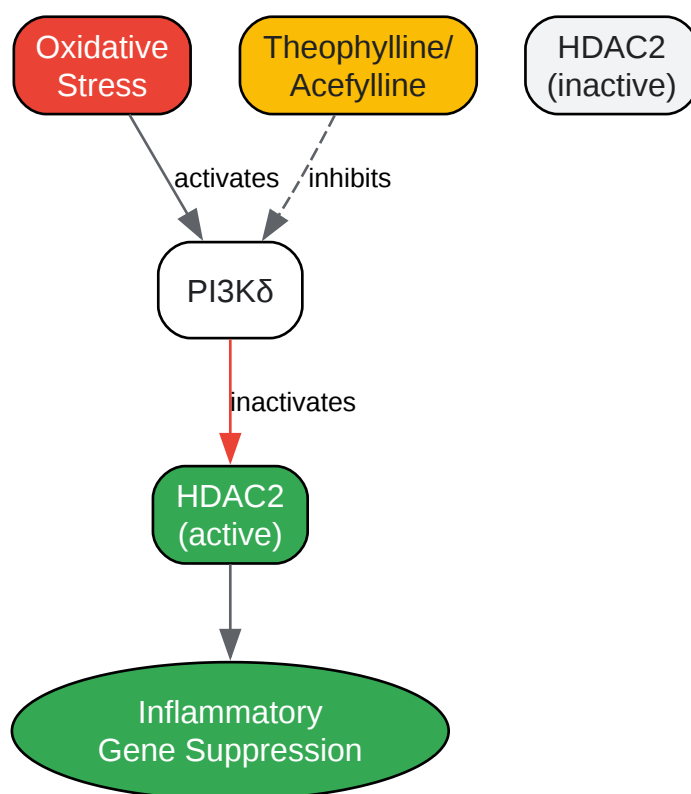 Oxidative
Stress
Theophylline/
Acefylline
HDAC2
(inactive)
activates
inhibits
PI3Kδ
inactivates
HDAC2
(active)
Inflammatory
Gene Suppression